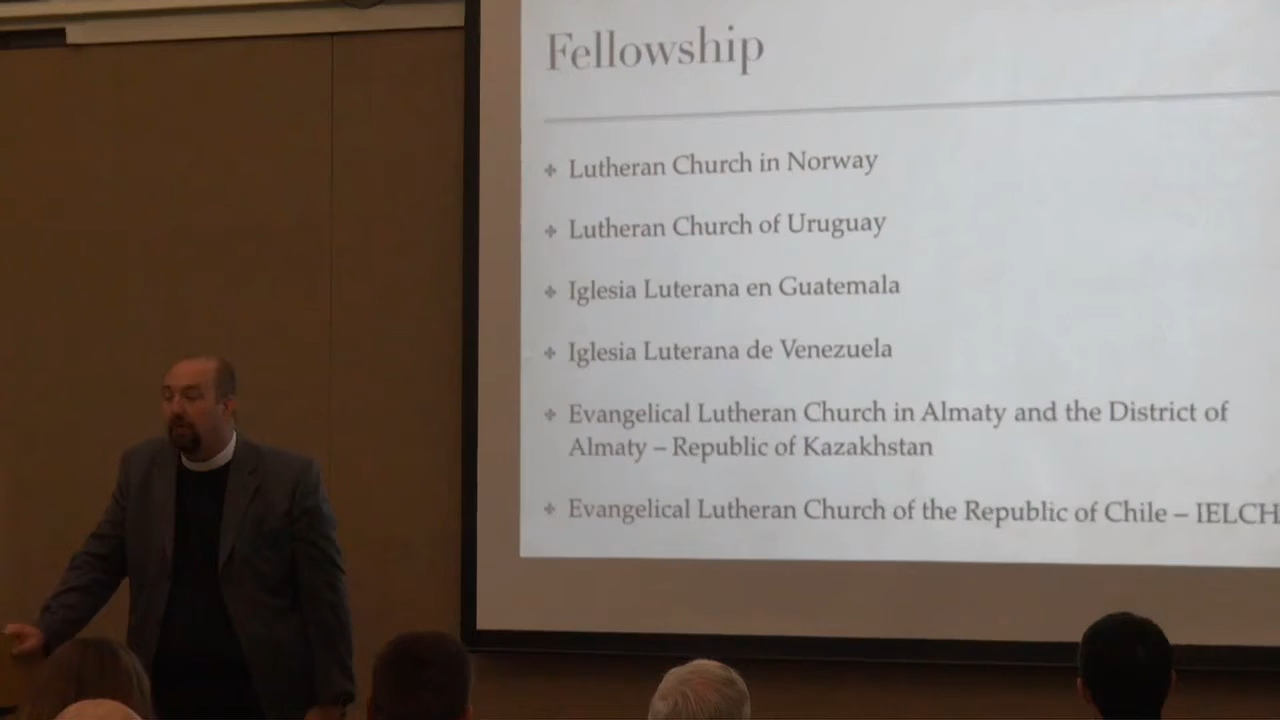 Fellowship
Lutheran Church in Norway
Lutheran Church of Uruguay
Iglesia Luterana en Guatemala
Iglesia Luterana de Venezuela
Evangelical Lutheran Church in Almaty and the District of
Almaty – Republic of Kazakhstan
Evangelical Lutheran Church of the Republic of Chile – IELCH